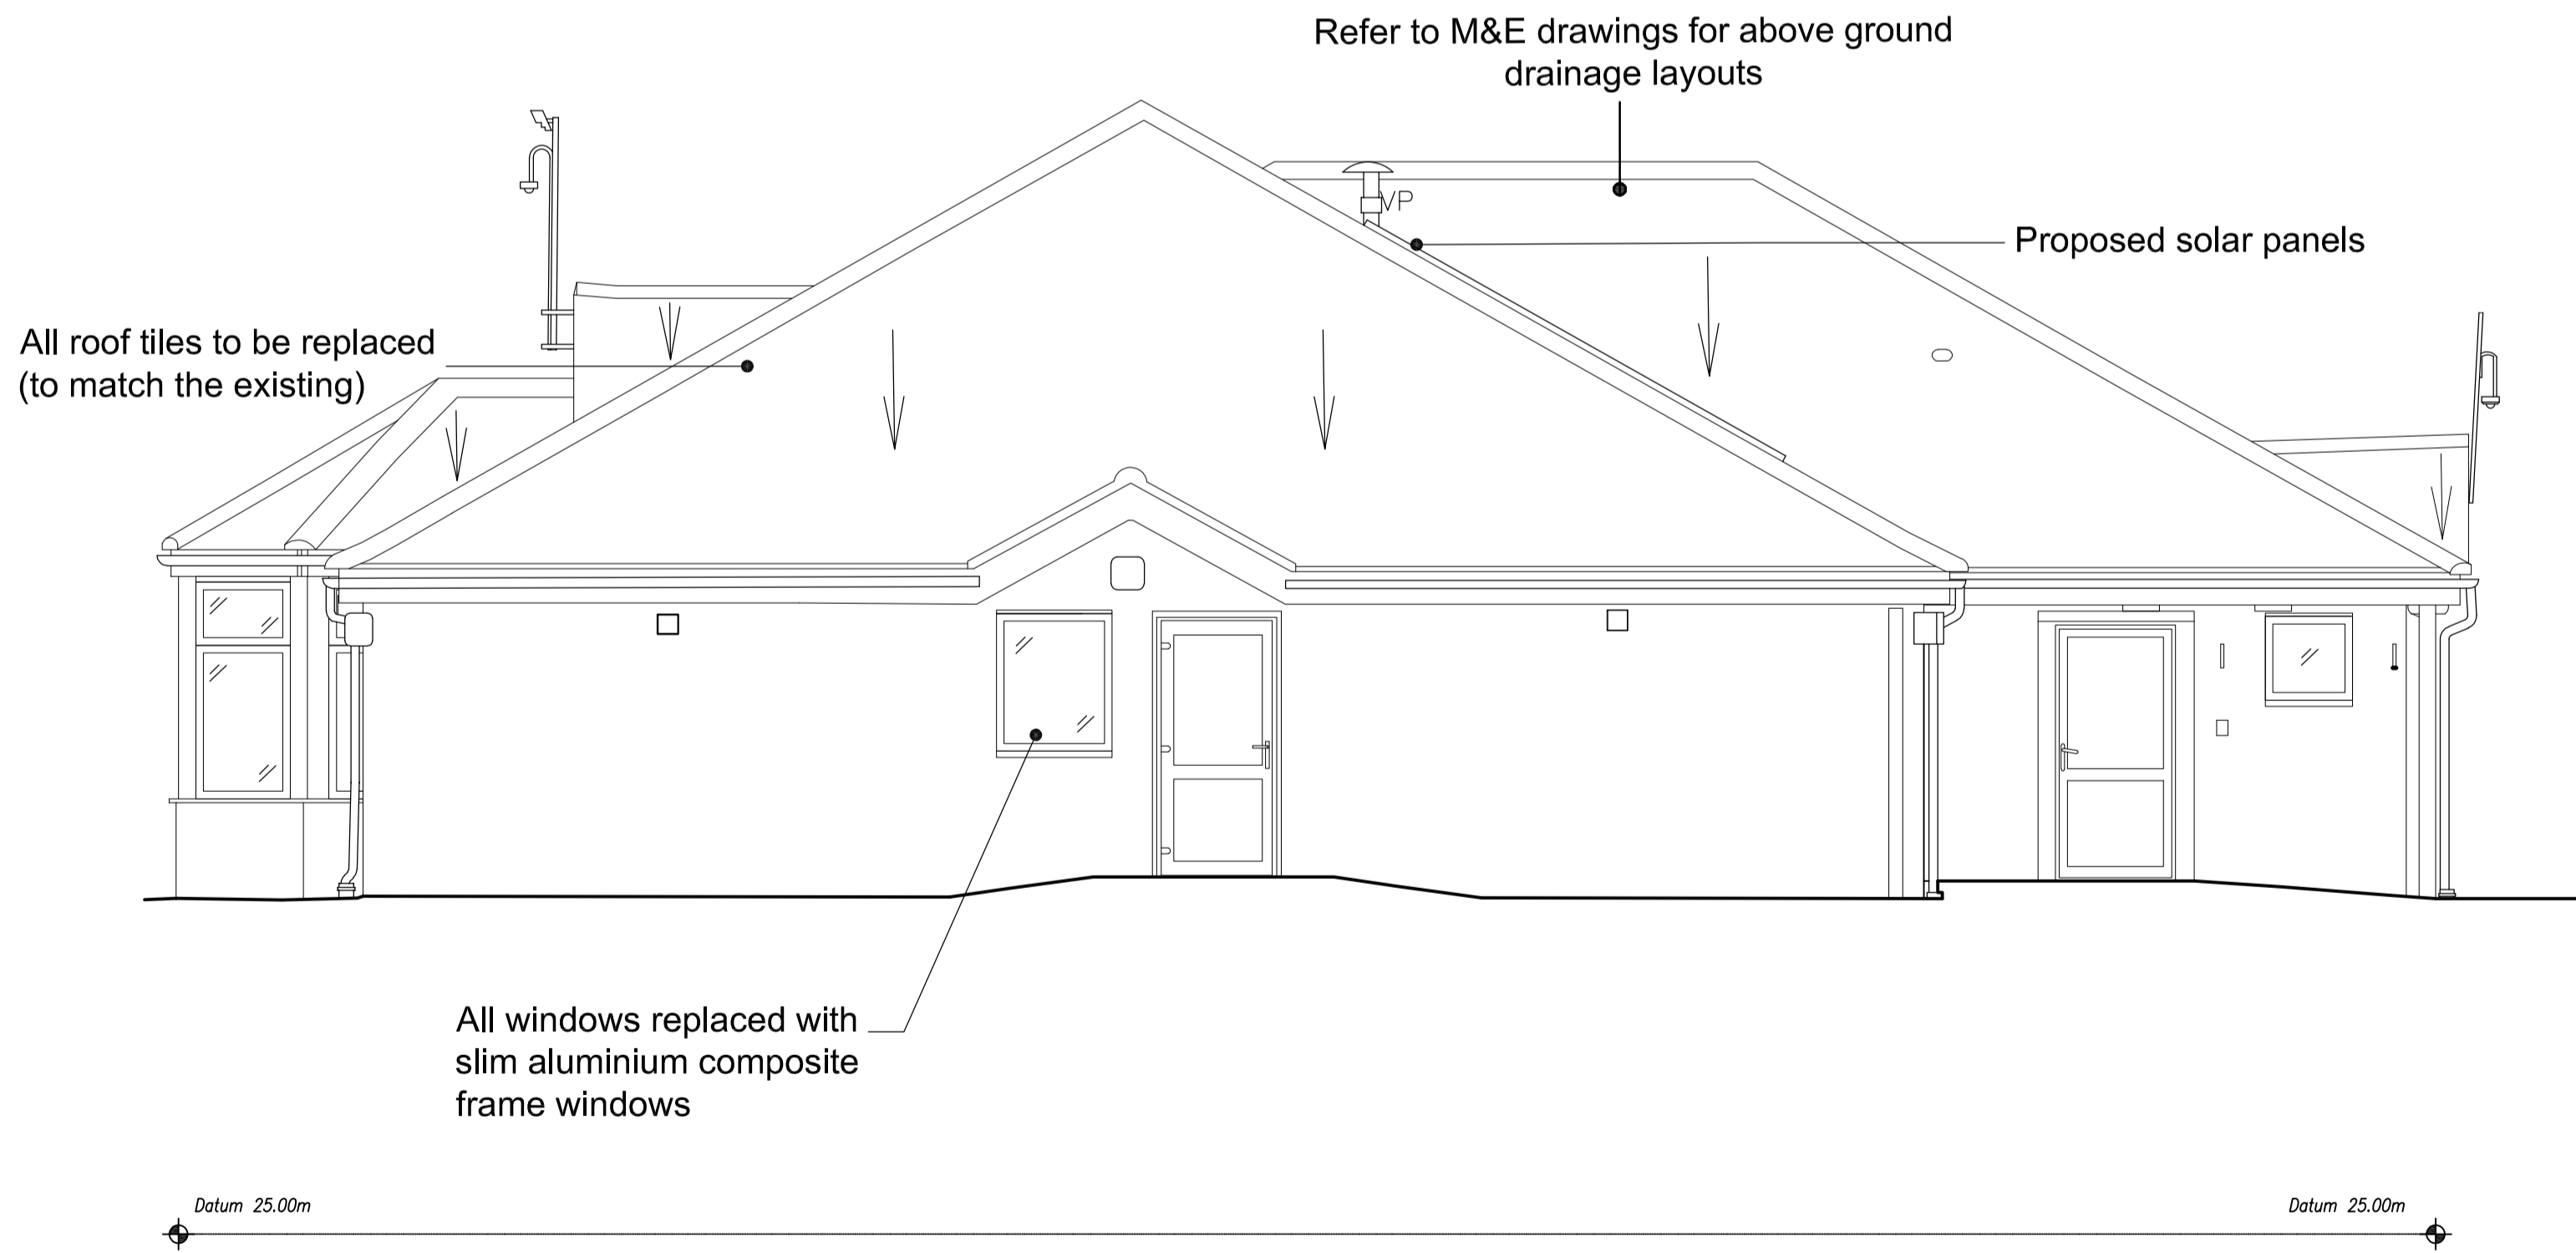 Refer to M&E drawings for above ground
drainage layouts
VP
Proposed solar panels
All roof tiles to be replaced
(to match the existing)
All windows replaced with
slim aluminium composite
frame windows
Datum 25.00m
Datum 25.00m